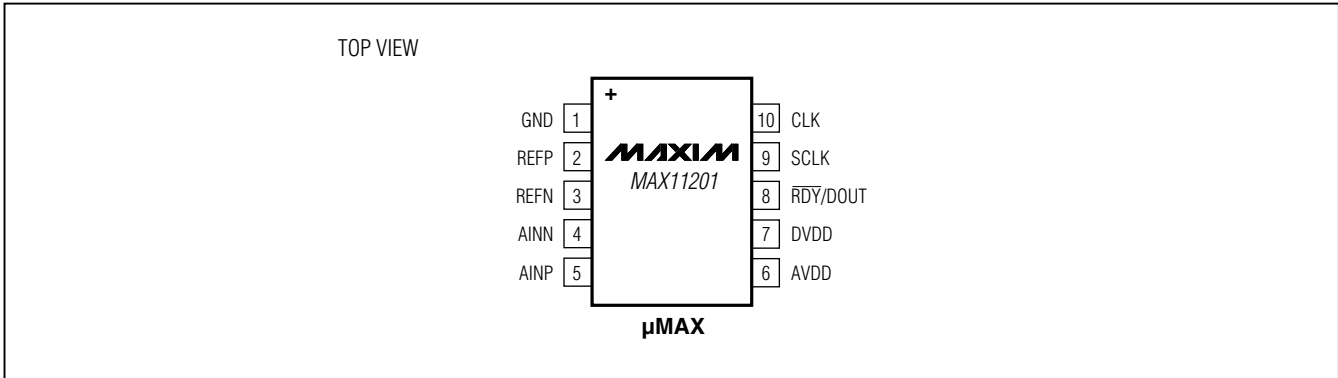 TOP VIEW
+
GND 1
REFP 2
REFN 3
AINN 4
AINP 5
MAXIM
MAX11201
10 CLK
9 SCLK
8 R̅D̅Y̅/DOUT
7 DVDD
6 AVDD
µMAX